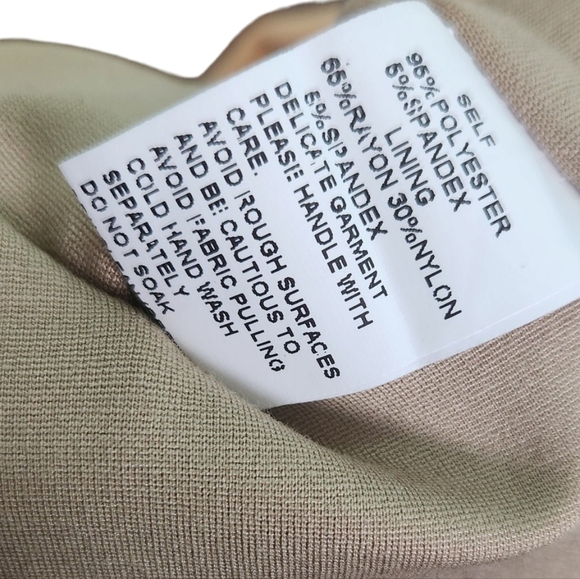 SELF
95%POLYESTER
5%SPANDEX
LINING
65%RAYON 30%NYLON
5%SPANDEX
DELICATE GARMENT
PLEASE HANDLE WITH
CARE.
AVOID ROUGH SURFACES
AND BE CAUTIOUS TO
AVOID FABRIC PULLING
COLD HAND WASH
SEPARATELY
DO NOT SOAK